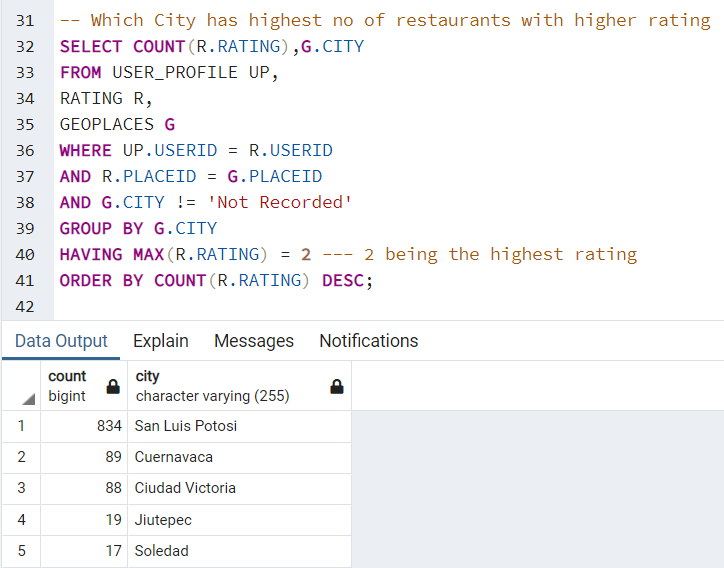 31 -- Which City has highest no of restaurants with higher rating
32 SELECT COUNT(R.RATING),G.CITY
33 FROM USER_PROFILE UP,
34 RATING R,
35 GEOPLACES G
36 WHERE UP.USERID = R.USERID
37 AND R.PLACEID = G.PLACEID
38 AND G.CITY != 'Not Recorded'
39 GROUP BY G.CITY
40 HAVING MAX(R.RATING) = 2 --- 2 being the highest rating
41 ORDER BY COUNT(R.RATING) DESC;
42
Data Output Explain Messages Notifications
count city
bigint character varying (255)
1 834 San Luis Potosi
2 89 Cuernavaca
3 88 Ciudad Victoria
4 19 Jiutepec
5 17 Soledad